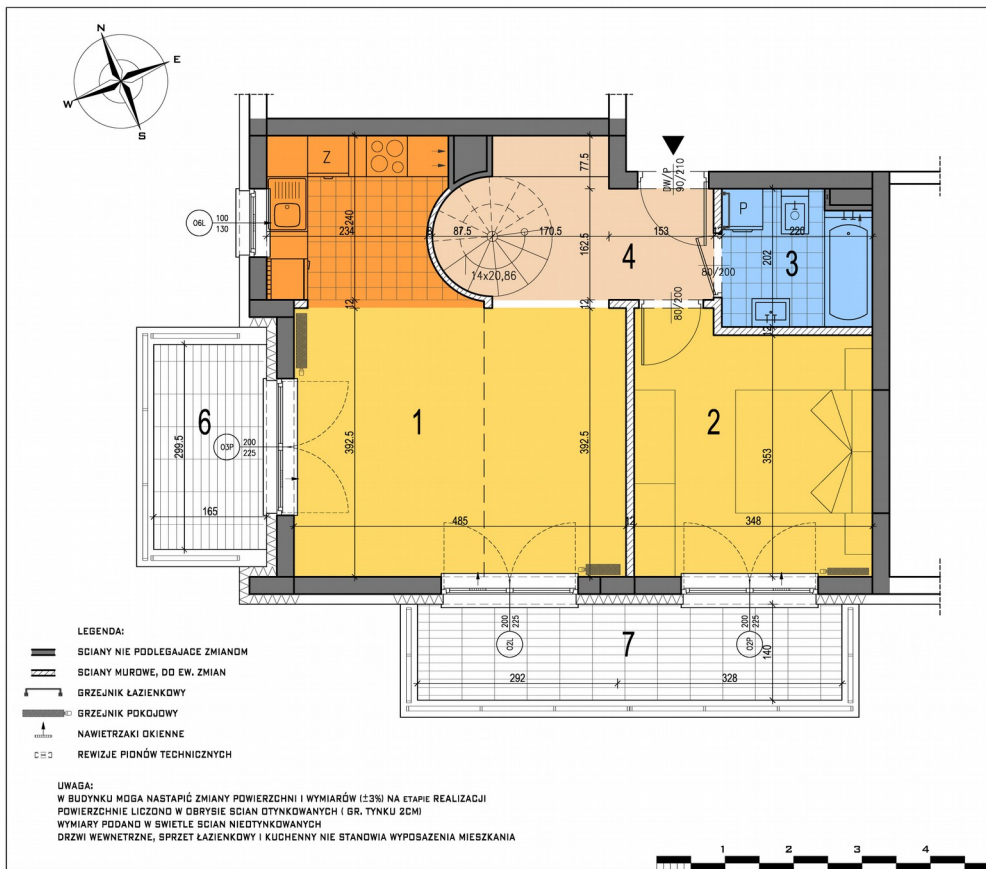 N
E
W
S
Z
77.5
DW/P
90/210
P
06L
100
130
240
234
87.5
170.5
162.5
153
12
220
202
4
3
14x20,86
80/200
80/200
12
12
12
1
2
6
03P
200
225
299.5
165
392.5
392.5
353
485
12
348
200
225
02L
200
225
02P
7
140
292
328
LEGENDA:
SCIANY NIE PODLEGAJACE ZMIANOM
SCIANY MUROWE, DO EW. ZMIAN
GRZEJNIK ŁAZIENKOWY
GRZEJNIK POKOJOWY
NAWIETRZAKI OKIENNE
REWIZJE PIONÓW TECHNICZNYCH
UWAGA:
W BUDYNKU MOGA NASTAPIĆ ZMIANY POWIERZCHNI I WYMIARÓW (±3%) NA ETAPIE REALIZACJI
POWIERZCHNIE LICZONO W OBRYSIE SCIAN OTYNKOWANYCH ( GR. TYNKU 2CM)
WYMIARY PODANO W SWIETLE SCIAN NIEOTYNKOWANYCH
DRZWI WEWNETRZNE, SPRZET ŁAZIENKOWY I KUCHENNY NIE STANOWIA WYPOSAZENIA MIESZKANIA
1 2 3 4